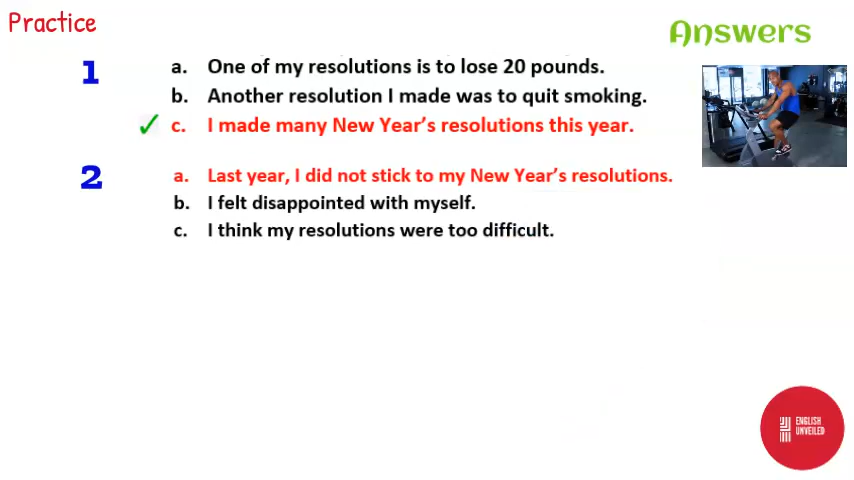 Practice
Answers
1
a. One of my resolutions is to lose 20 pounds.
b. Another resolution I made was to quit smoking.
✓ c. I made many New Year's resolutions this year.
2
a. Last year, I did not stick to my New Year's resolutions.
b. I felt disappointed with myself.
c. I think my resolutions were too difficult.
ENGLISH
UNVEILED